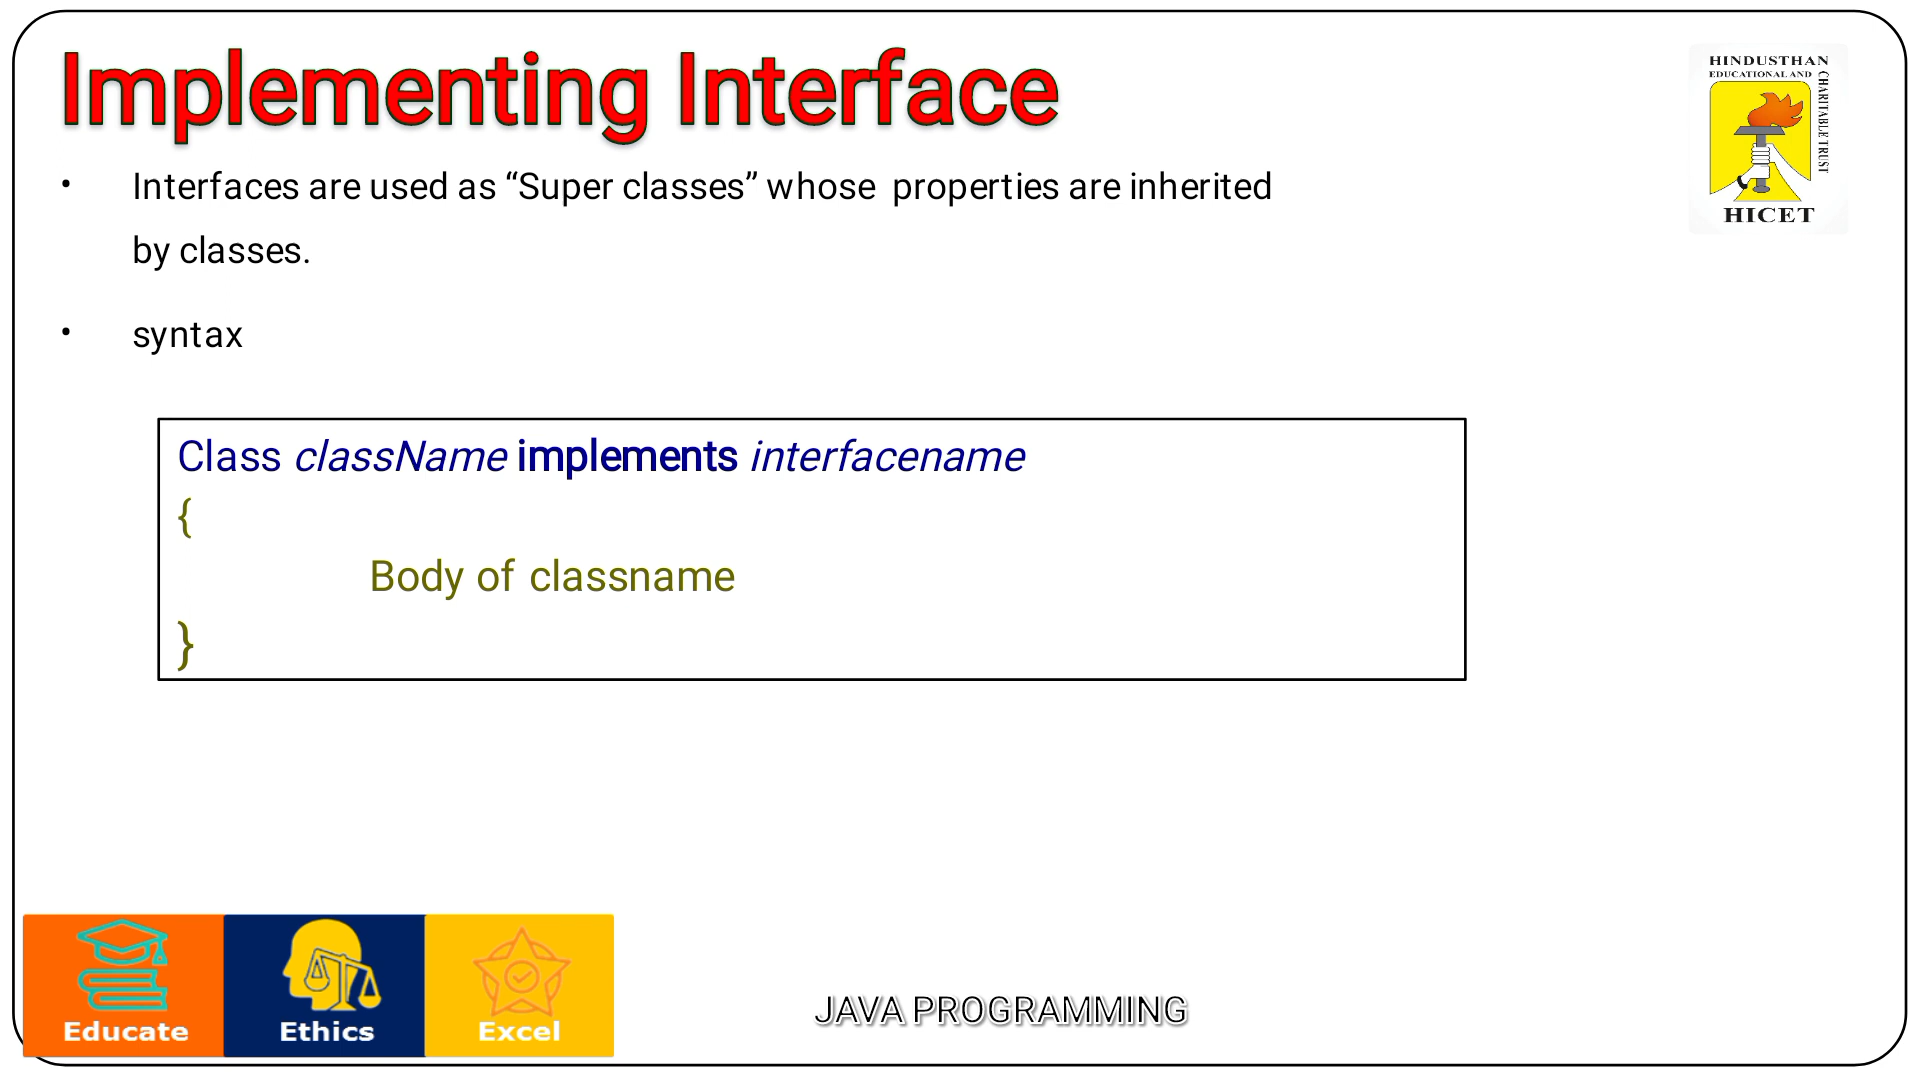 Implementing Interface
HINDUSTHAN
EDUCATIONAL AND
CHARITABLE TRUST
HICET
• Interfaces are used as “Super classes” whose properties are inherited
by classes.
• syntax
Class className implements interfacename
{
Body of classname
}
Educate
Ethics
Excel
JAVA PROGRAMMING